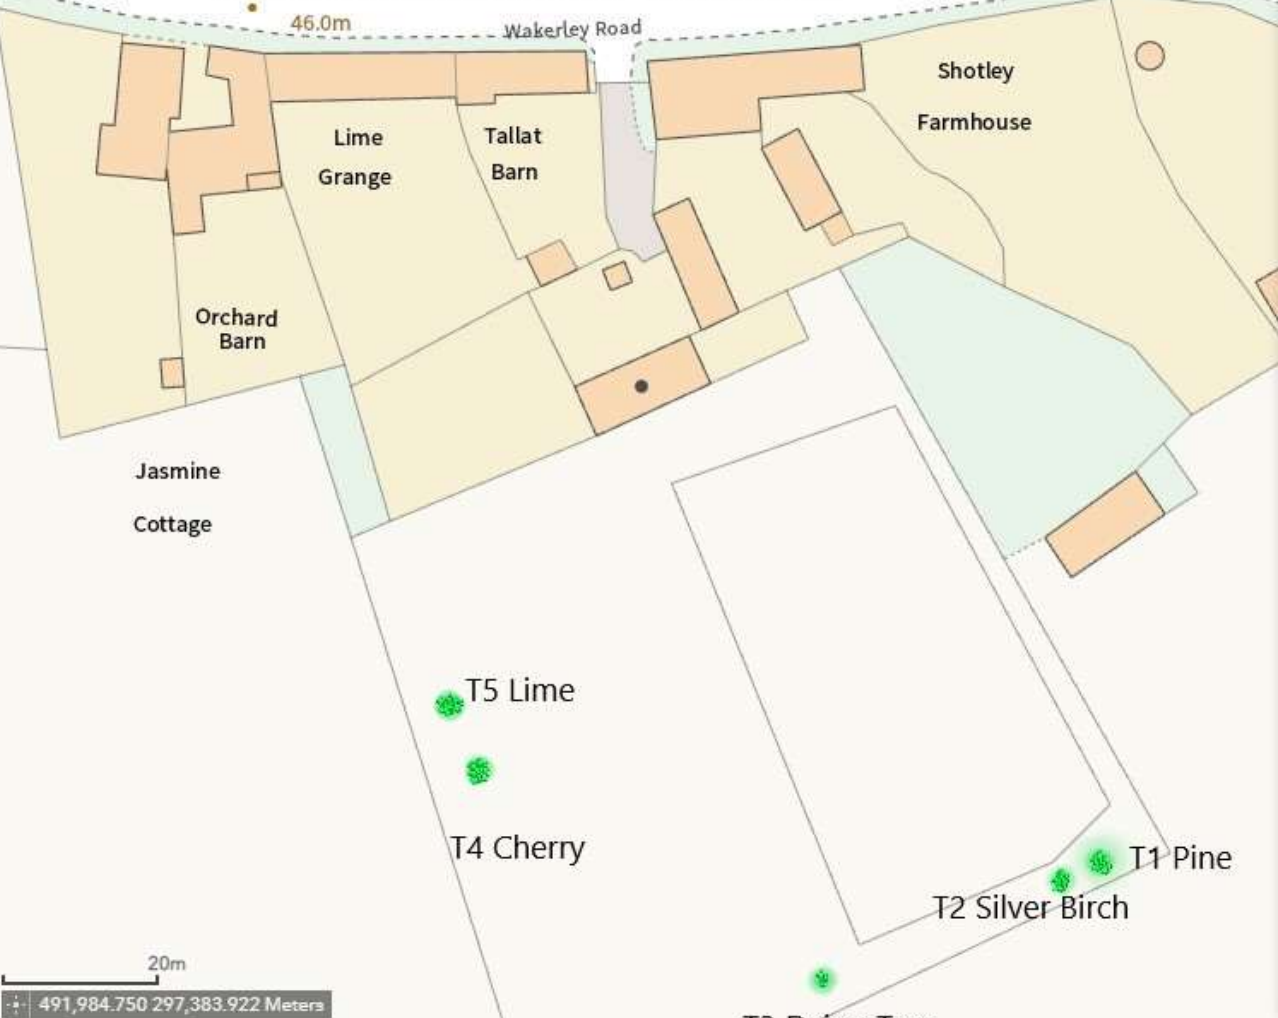 46.0m
Wakerley Road
Shotley
Farmhouse
Lime
Grange
Tallat
Barn
Orchard
Barn
Jasmine
Cottage
T5 Lime
T4 Cherry
T1 Pine
T2 Silver Birch
20m
491,984.750 297,383.922 Meters